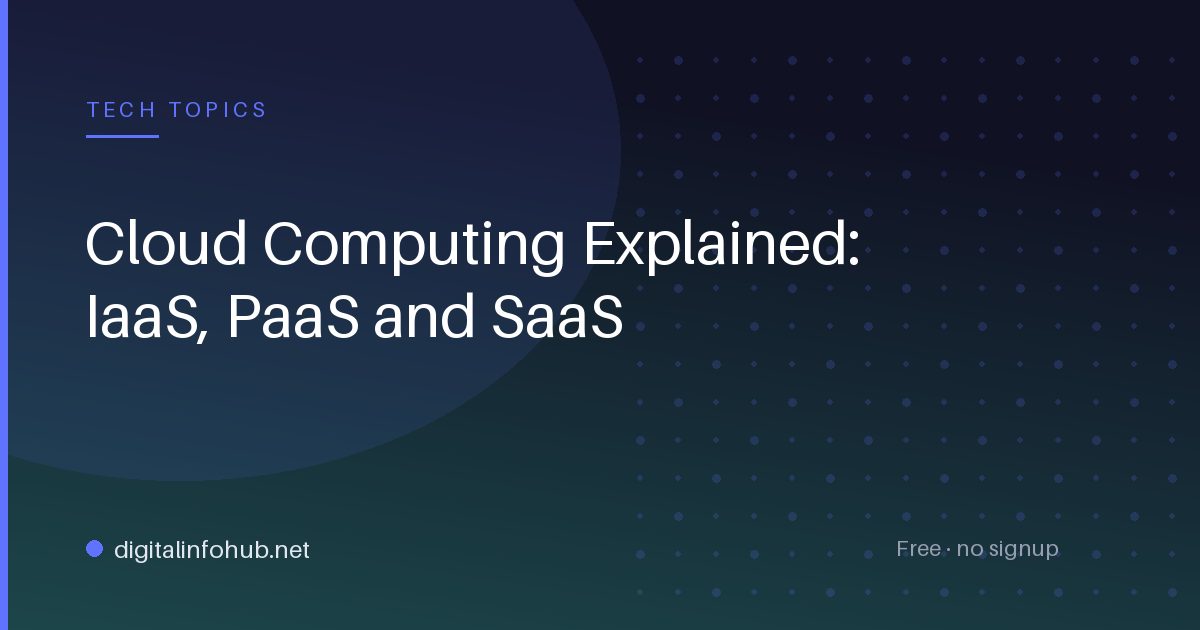 TECH TOPICS
Cloud Computing Explained:
IaaS, PaaS and SaaS
digitalinfohub.net
Free · no signup